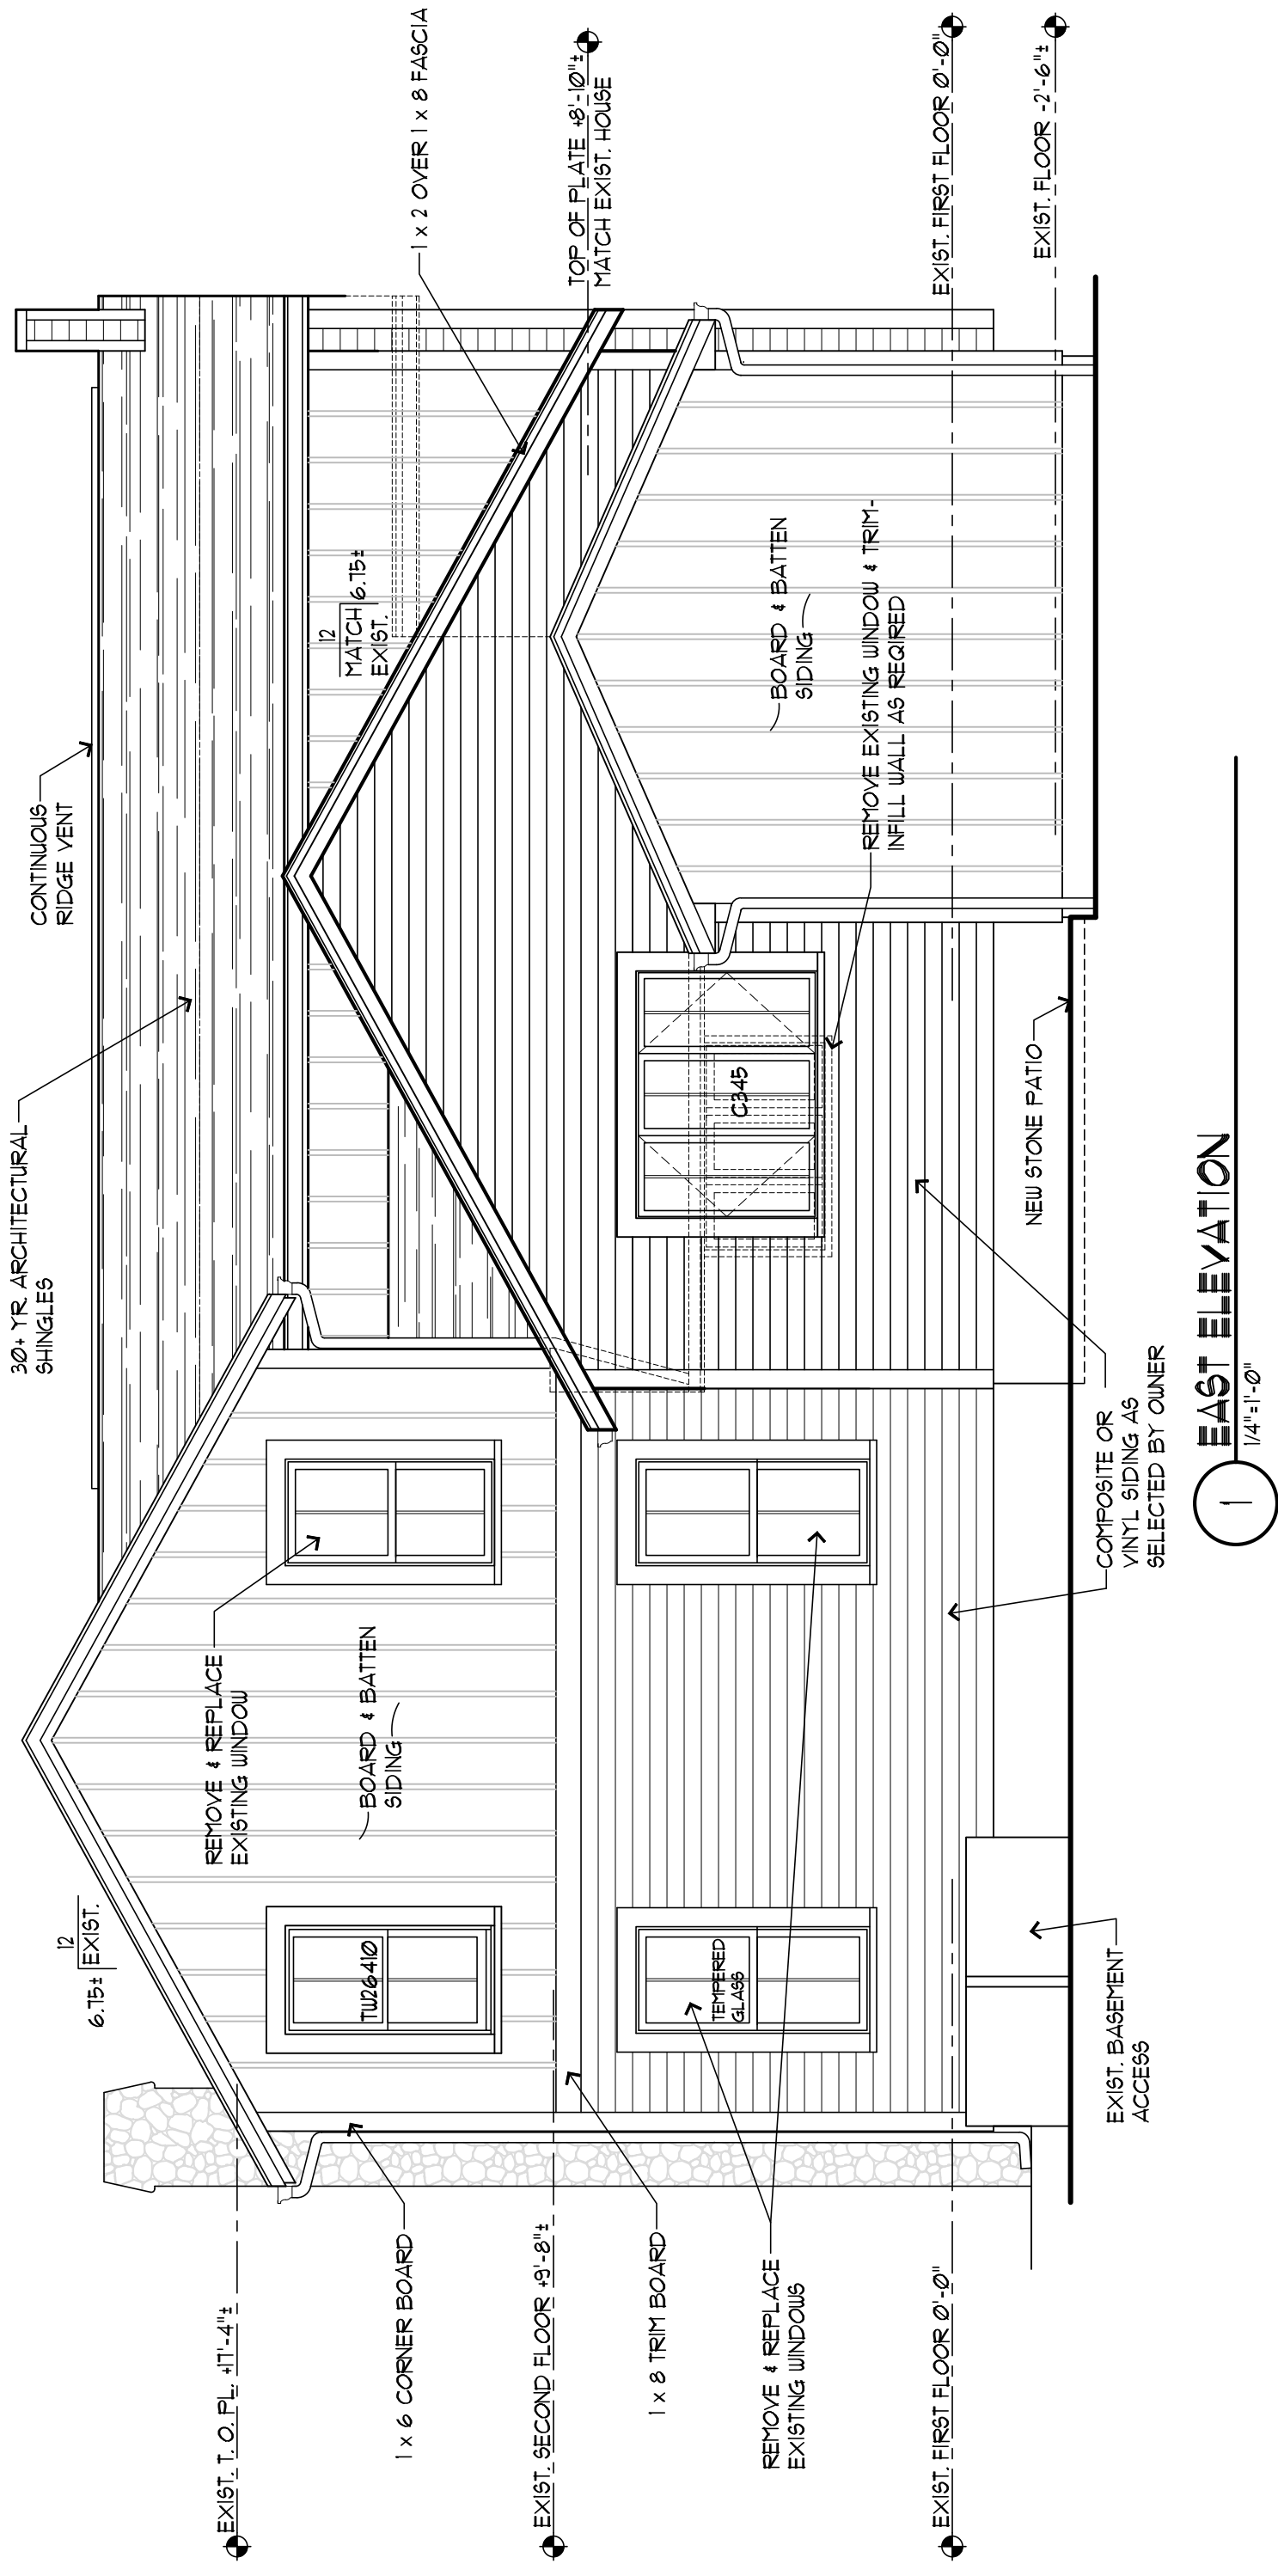 30+ YR. ARCHITECTURAL
SHINGLES
CONTINUOUS
RIDGE VENT
12
6.75± EXIST.
12
MATCH 6.75±
EXIST.
1 x 2 OVER 1 x 8 FASCIA
TOP OF PLATE +8'-10"±
MATCH EXIST. HOUSE
EXIST. FIRST FLOOR 0'-0"
EXIST. FLOOR -2'-6"±
EXIST. T. O. PL. +17'-4"±
1 x 6 CORNER BOARD
EXIST. SECOND FLOOR +9'-8"±
1 x 8 TRIM BOARD
REMOVE & REPLACE
EXISTING WINDOWS
EXIST. FIRST FLOOR 0'-0"
REMOVE & REPLACE
EXISTING WINDOW
BOARD & BATTEN
SIDING
TW26410
TEMPERED
GLASS
C345
BOARD & BATTEN
SIDING
REMOVE EXISTING WINDOW & TRIM-
INFILL WALL AS REQIRED
NEW STONE PATIO
COMPOSITE OR
VINYL SIDING AS
SELECTED BY OWNER
EXIST. BASEMENT
ACCESS
1
EAST ELEVATION
1/4"=1'-0"